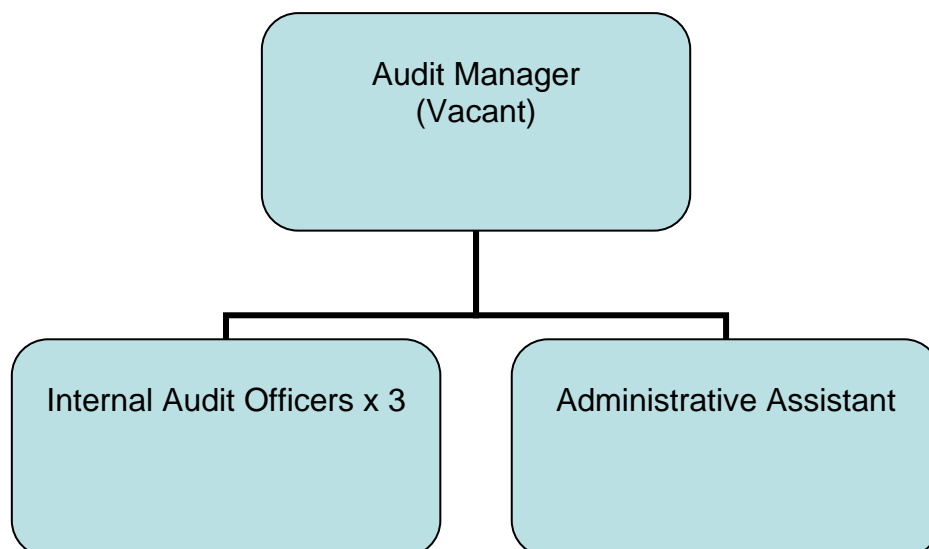 Audit Manager
(Vacant)
Internal Audit Officers x 3
Administrative Assistant